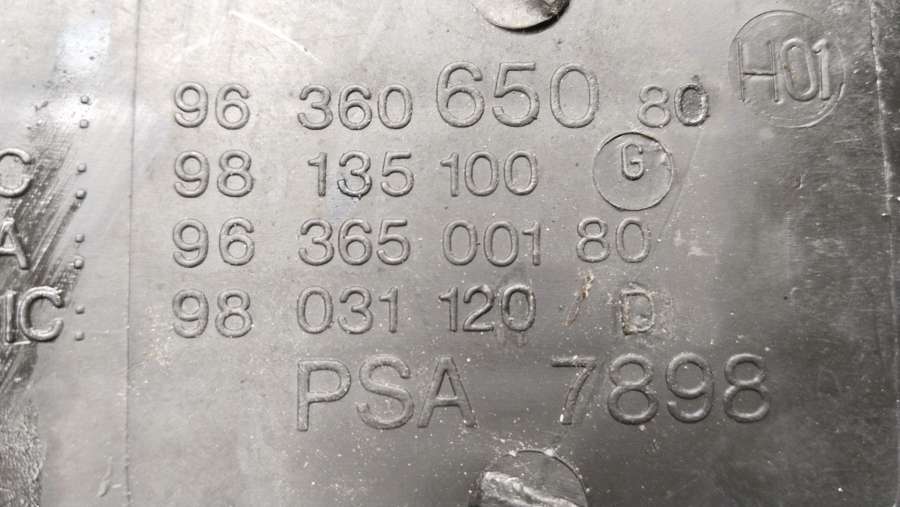 : 96 360 650 80 H01
C : 98 135 100 G
A : 96 365 001 80
IC : 98 031 120 D
PSA 7898